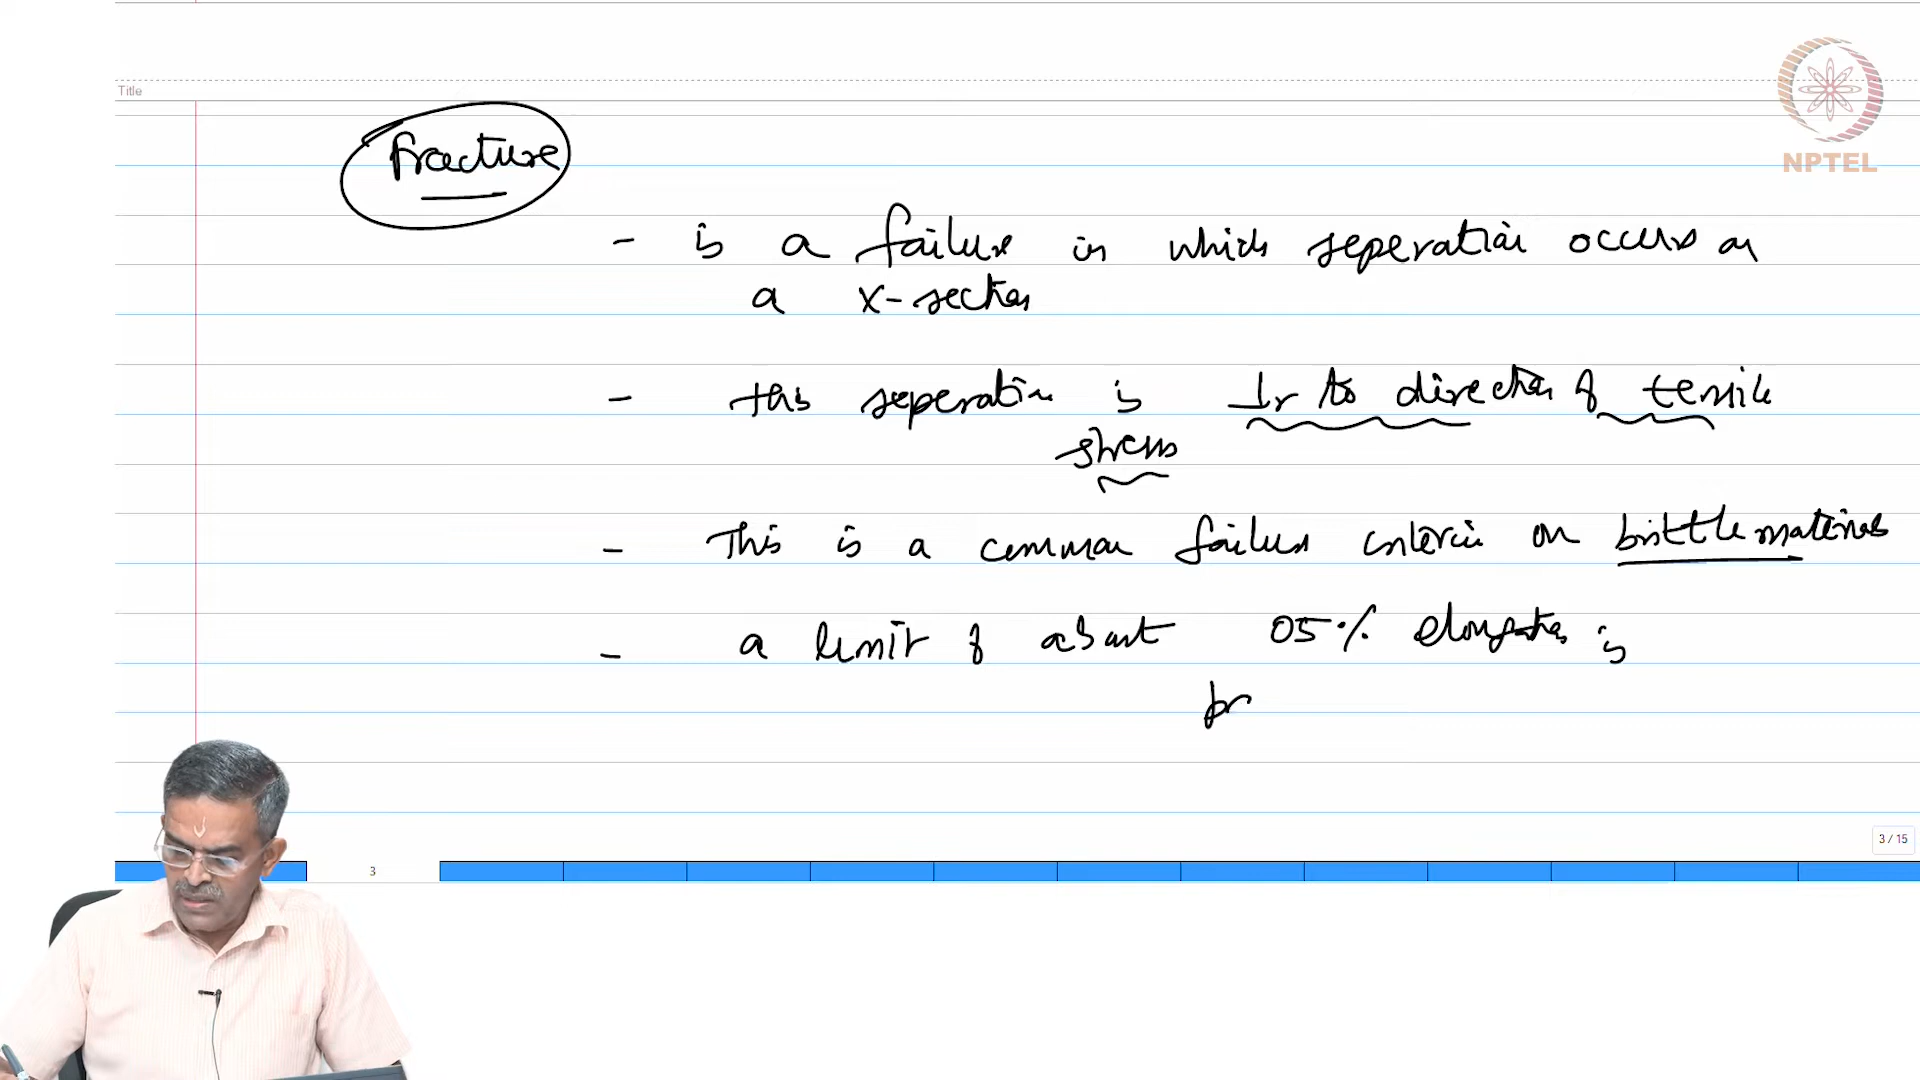 Title
NPTEL
Fracture
- is a failure in which seperation occurs on
a x-section
- this seperation is ⊥r to direction of tensile
stress
- This is a common failure criteria on brittle materials
- a limit of about 05% elongation is
pr
3 / 15
3